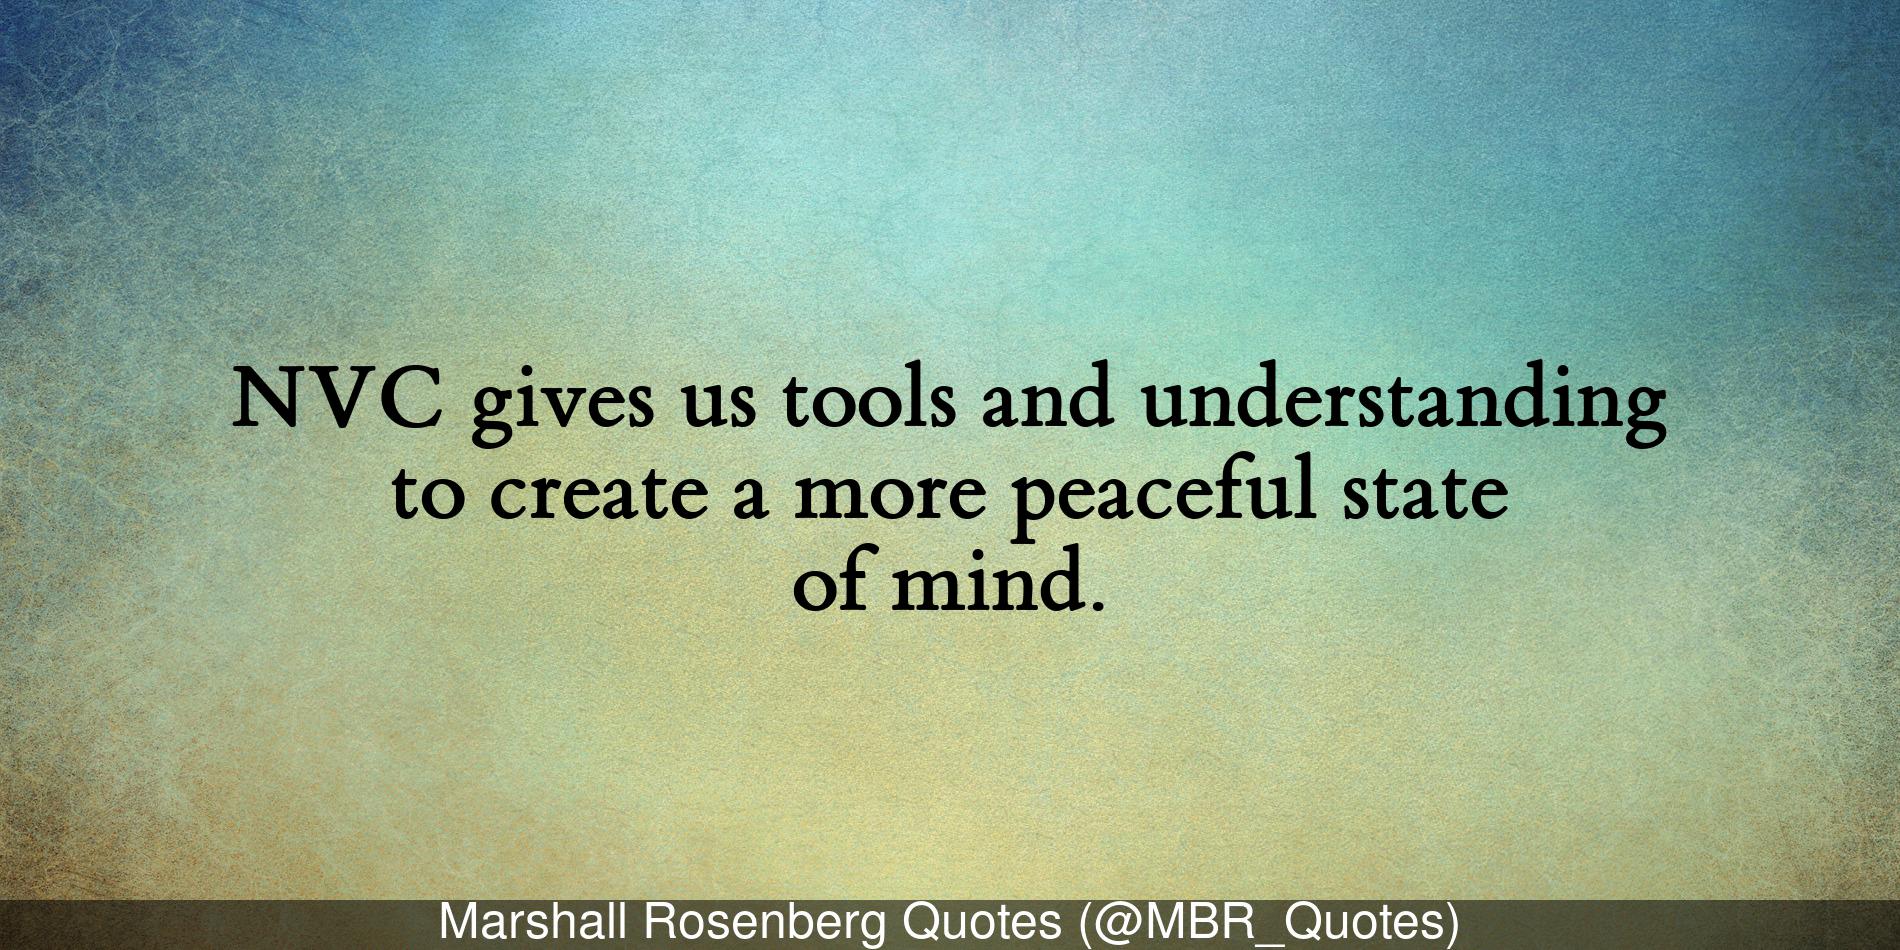 NVC gives us tools and understanding
to create a more peaceful state
of mind.
Marshall Rosenberg Quotes (@MBR_Quotes)